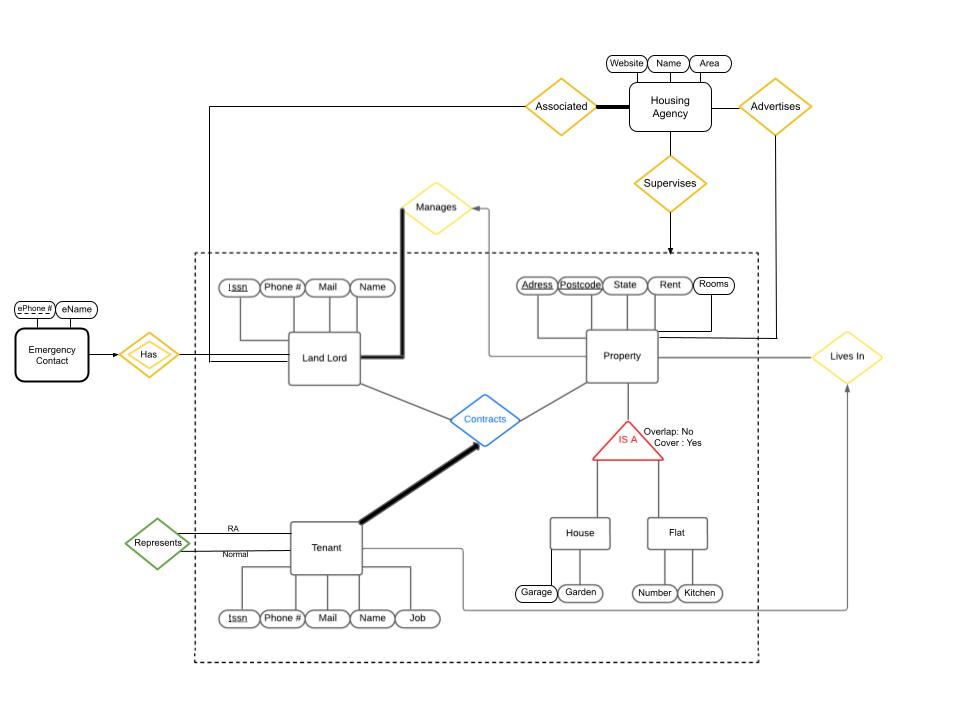 Website Name Area
Associated
Housing
Agency
Advertises
Supervises
Manages
!ssn Phone # Mail Name
Adress Postcode State Rent Rooms
ePhone # eName
Emergency
Contact
Has
Land Lord
Property
Lives In
Contracts
IS A
Overlap: No
Cover : Yes
RA
Represents
Normal
Tenant
House
Flat
Garage Garden
Number Kitchen
!ssn Phone # Mail Name Job